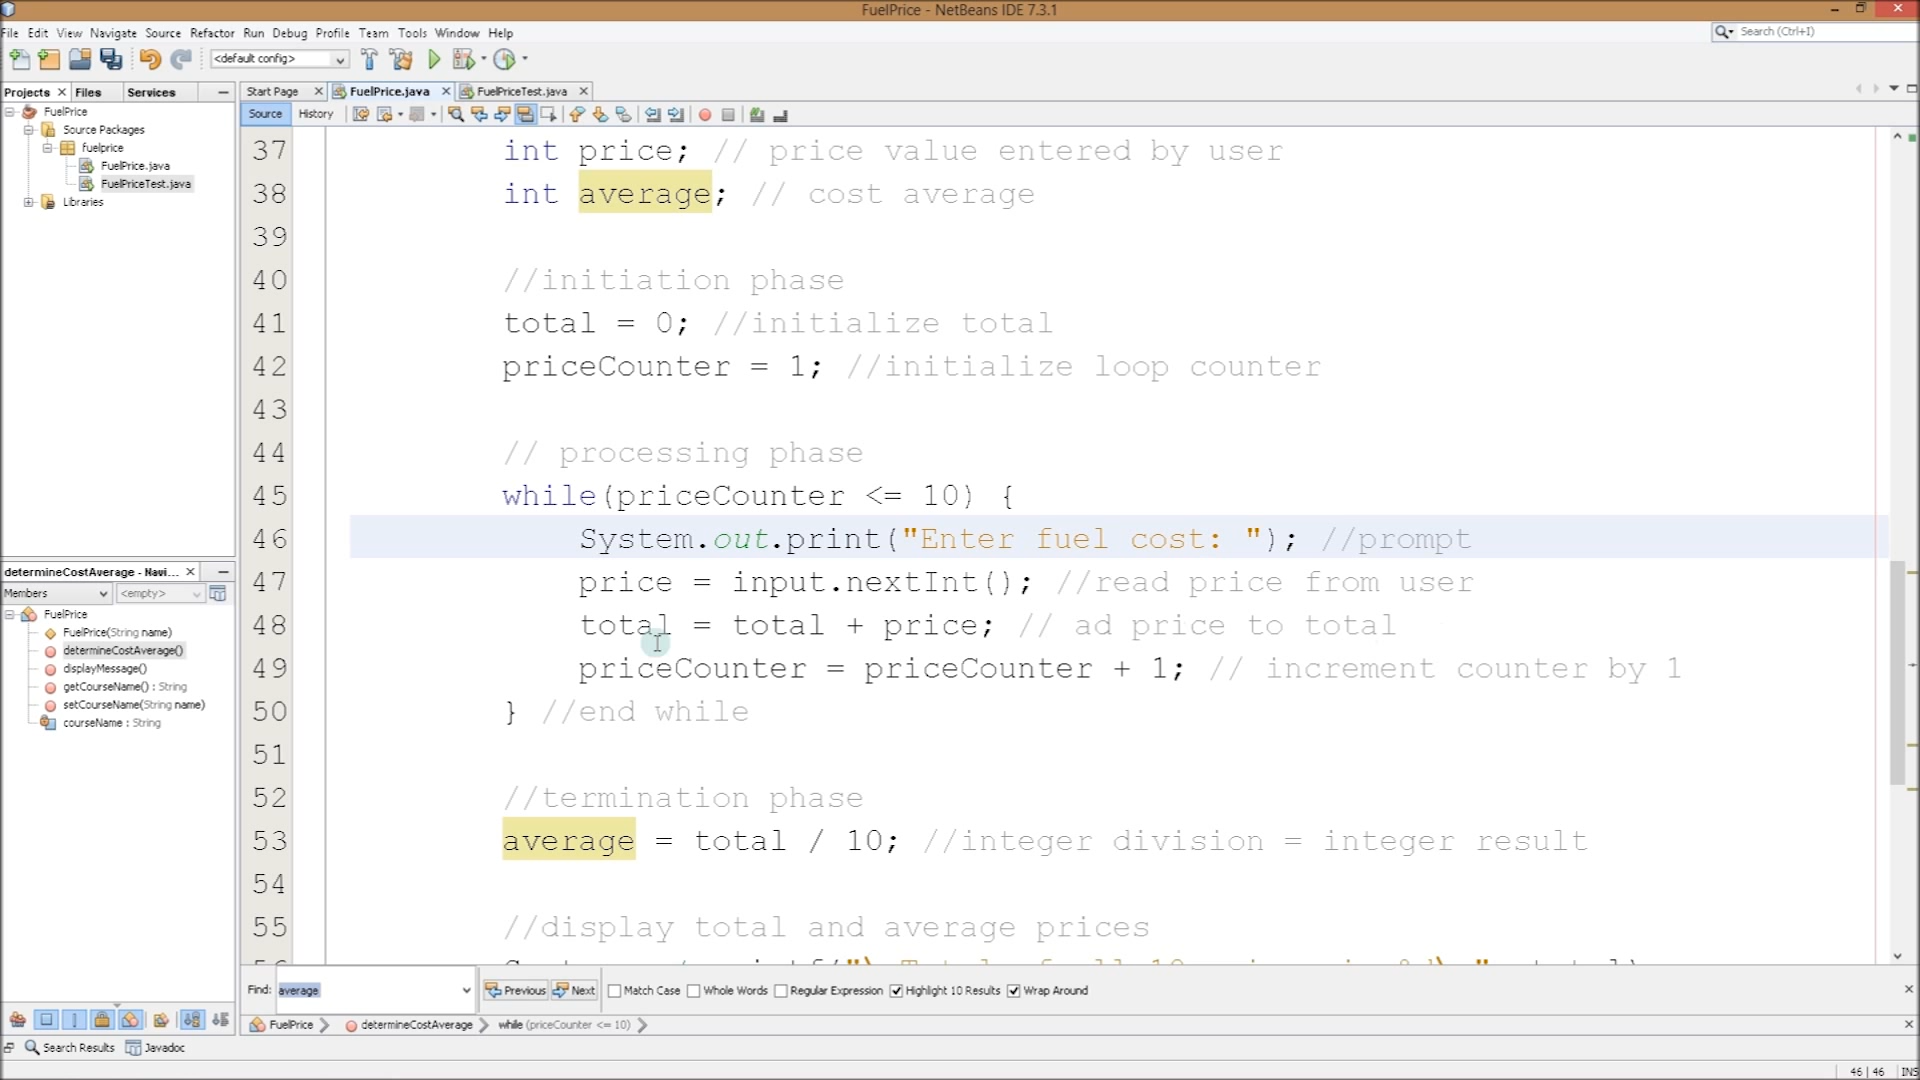 FuelPrice - NetBeans IDE 7.3.1
File Edit View Navigate Source Refactor Run Debug Profile Team Tools Window Help
Search (Ctrl+I)
<default config>
Projects Files Services
Start Page FuelPrice.java FuelPriceTest.java
Source History
FuelPrice
Source Packages
fuelprice
FuelPrice.java
FuelPriceTest.java
Libraries
37 int price; // price value entered by user
38 int average; // cost average
39
40 //initiation phase
41 total = 0; //initialize total
42 priceCounter = 1; //initialize loop counter
43
44 // processing phase
45 while(priceCounter <= 10) {
46 System.out.print("Enter fuel cost: "); //prompt
47 price = input.nextInt(); //read price from user
48 total = total + price; // ad price to total
49 priceCounter = priceCounter + 1; // increment counter by 1
50 } //end while
51
52 //termination phase
53 average = total / 10; //integer division = integer result
54
55 //display total and average prices
determineCostAverage - Navi...
Members <empty>
FuelPrice
FuelPrice(String name)
determineCostAverage()
displayMessage()
getCourseName() : String
setCourseName(String name)
courseName : String
Find: average Previous Next Match Case Whole Words Regular Expression Highlight 10 Results Wrap Around
FuelPrice determineCostAverage while (priceCounter <= 10)
Search Results Javadoc
46 | 46 INS